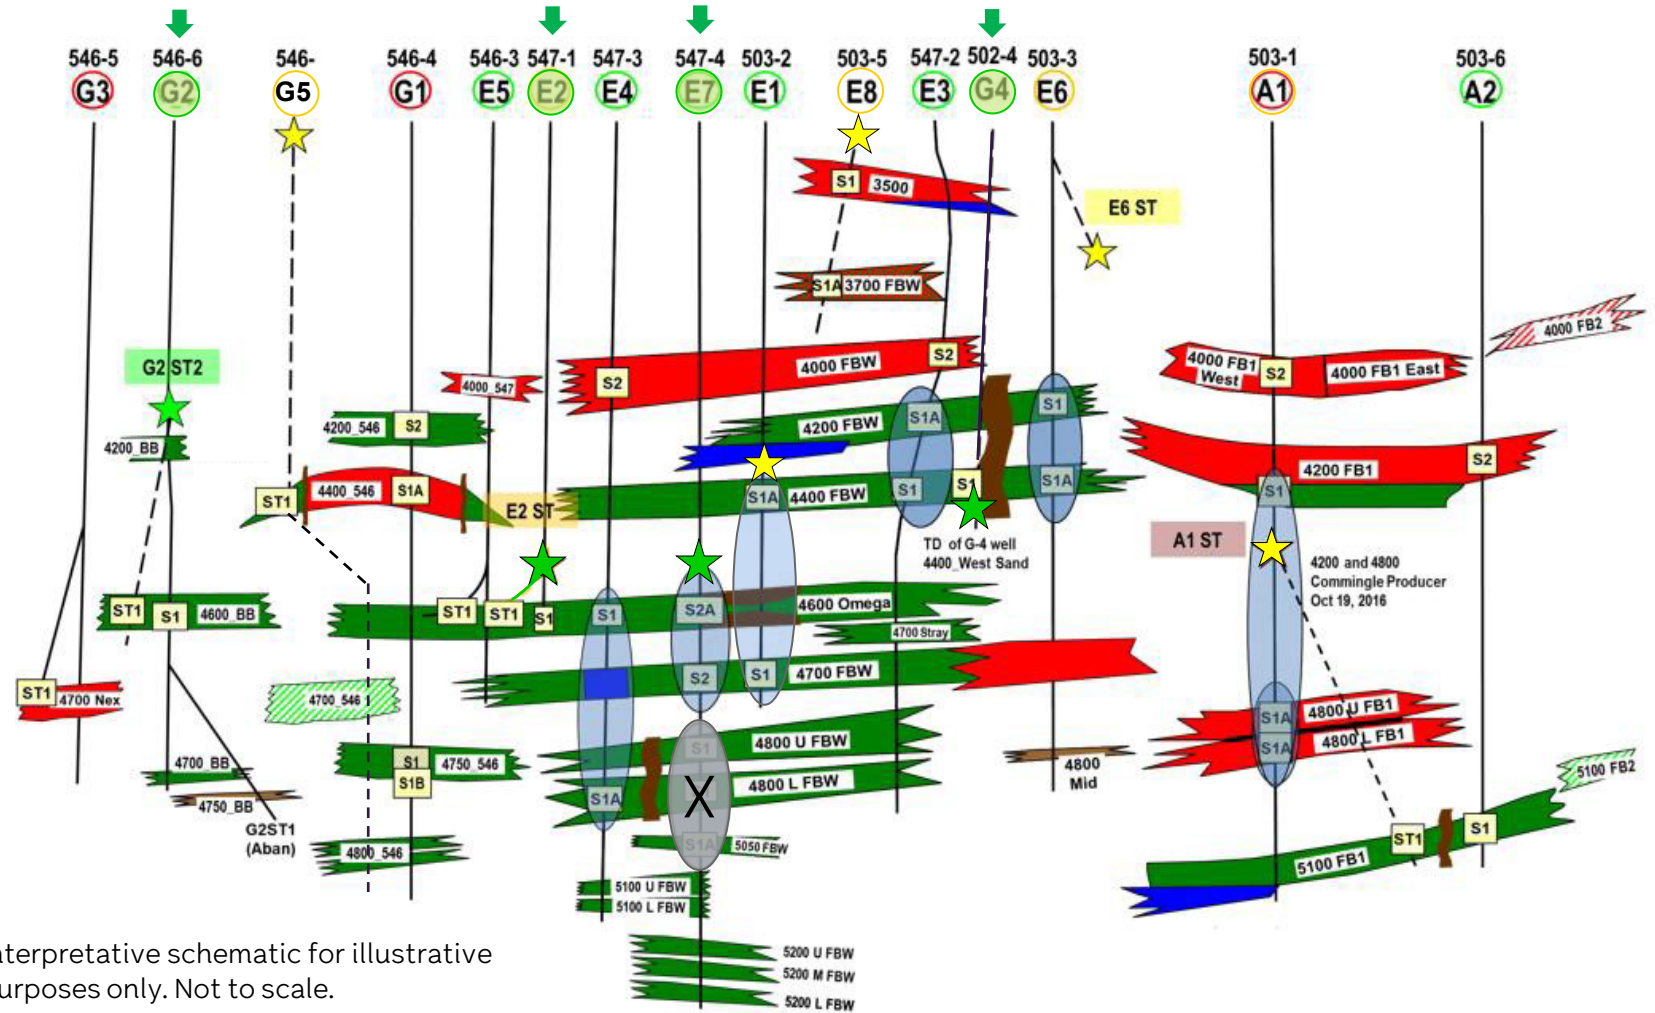 546-5 546-6 546- 546-4 546-3 547-1 547-3 547-4 503-2 503-5 547-2 502-4 503-3 503-1 503-6
G3 G2 G5 G1 E5 E2 E4 E7 E1 E8 E3 G4 E6 A1 A2
S1 3500
E6 ST
S1A 3700 FBW
4000 FB2
G2 ST2
4000 FBW S2
S2
4000_547
4000 FB1
West
S2
4000 FB1 East
4200_546 S2
4200_BB
4200 FBW
S1A
S1
4200 FB1
S2
ST1
4400_546
S1A
E2 ST
S1A
4400 FBW
S1
S1
S1A
S1
TD of G-4 well
4400_West Sand
A1 ST
4200 and 4800
Commingle Producer
Oct 19, 2016
ST1
S1
4600_BB
ST1
ST1
S1
S1
S2A
4600 Omega
4700 Stray
ST1
4700 Nex
4700_546
S2
S1
4700 FBW
S1A
4800 U FB1
S1A
4800 L FB1
4700_BB
4750_BB
S1
S1B
4750_546
S1
4800 U FBW
4800 L FBW
S1A
X
4800
Mid
5100 FB2
G2ST1
(Aban)
4800_546
S1A
5050 FBW
ST1
S1
5100 FB1
5100 U FBW
5100 L FBW
5200 U FBW
5200 M FBW
5200 L FBW
nterpretative schematic for illustrative
urposes only. Not to scale.